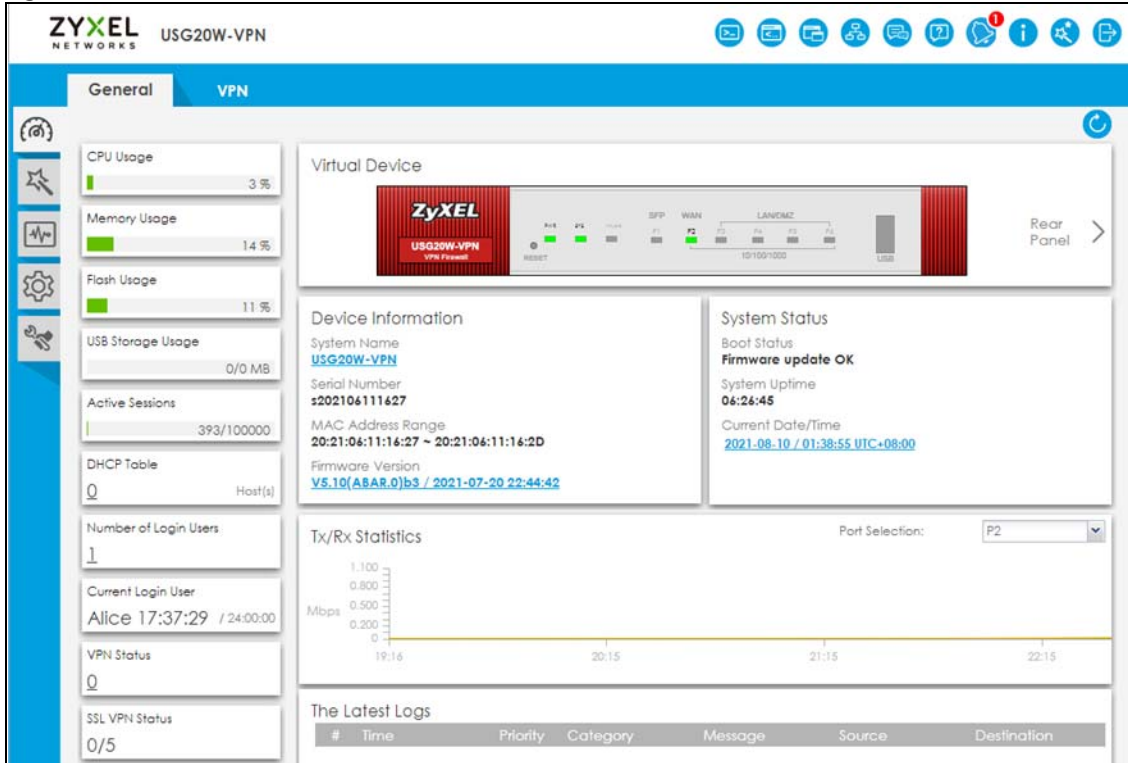 ZYXEL
NETWORKS
USG20W-VPN
1
General
VPN
CPU Usage
3 %
Memory Usage
14 %
Flash Usage
11 %
USB Storage Usage
0/0 MB
Active Sessions
393/100000
DHCP Table
0 Host(s)
Number of Login Users
1
Current Login User
Alice 17:37:29 / 24:00:00
VPN Status
0
SSL VPN Status
0/5
Virtual Device
ZyXEL
USG20W-VPN
VPN Firewall
RESET
SFP WAN LAN/DMZ
P1 P2 P3 P4 P5 P6
10/100/1000
USB
Rear
Panel
Device Information
System Name
USG20W-VPN
Serial Number
s202106111627
MAC Address Range
20:21:06:11:16:27 ~ 20:21:06:11:16:2D
Firmware Version
V5.10(ABAR.0)b3 / 2021-07-20 22:44:42
System Status
Boot Status
Firmware update OK
System Uptime
06:26:45
Current Date/Time
2021-08-10 / 01:38:55 UTC+08:00
Tx/Rx Statistics
Port Selection: P2
Mbps
1.100
0.800
0.500
0.200
0
19:16 20:15 21:15 22:15
The Latest Logs
# Time Priority Category Message Source Destination